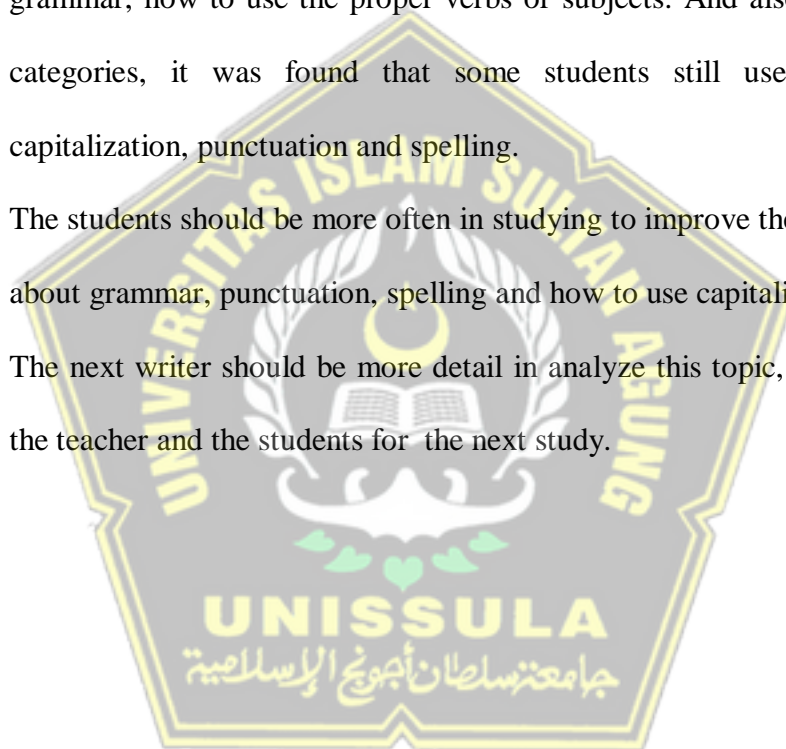 grammar, how to use the proper verbs or subjects. And also
categories, it was found that some students still use
capitalization, punctuation and spelling.
The students should be more often in studying to improve the
about grammar, punctuation, spelling and how to use capitali
The next writer should be more detail in analyze this topic,
the teacher and the students for the next study.
UNIVERSITAS ISLAM SULTAN AGUNG
UNISSULA
جامعة سلطان أجونج الإسلامية